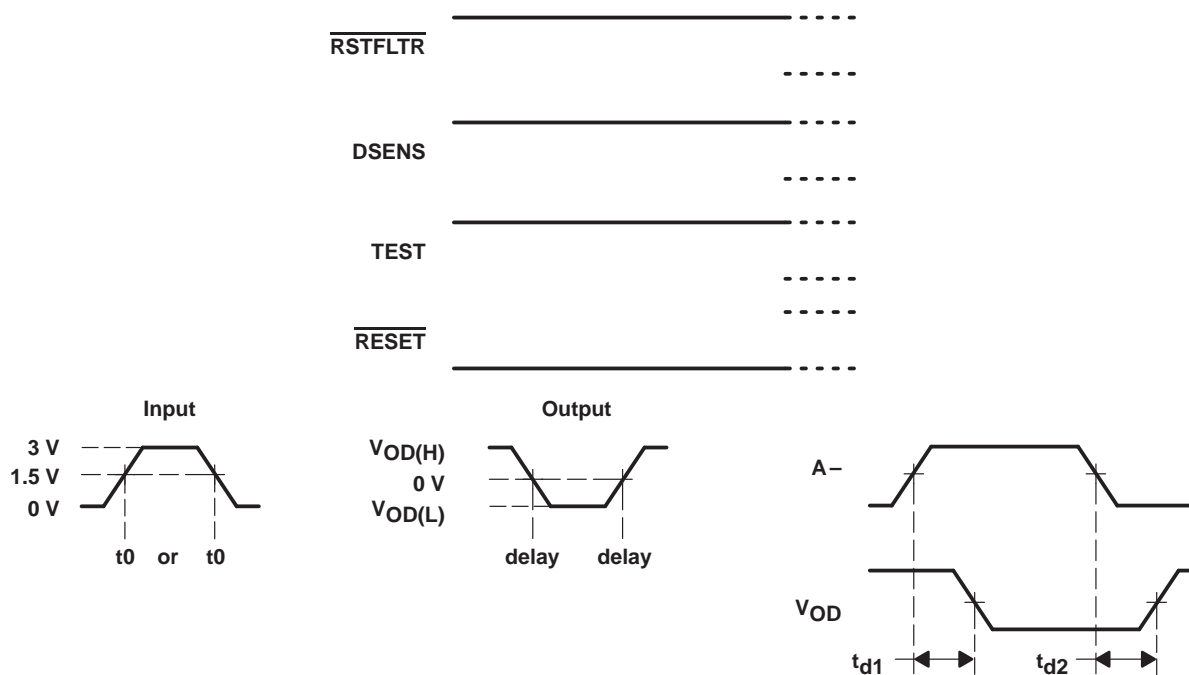 RSTFLTR
DSENS
TEST
RESET
Input
3 V
1.5 V
0 V
t0 or t0
Output
VOD(H)
0 V
VOD(L)
delay delay
A–
VOD
td1 td2